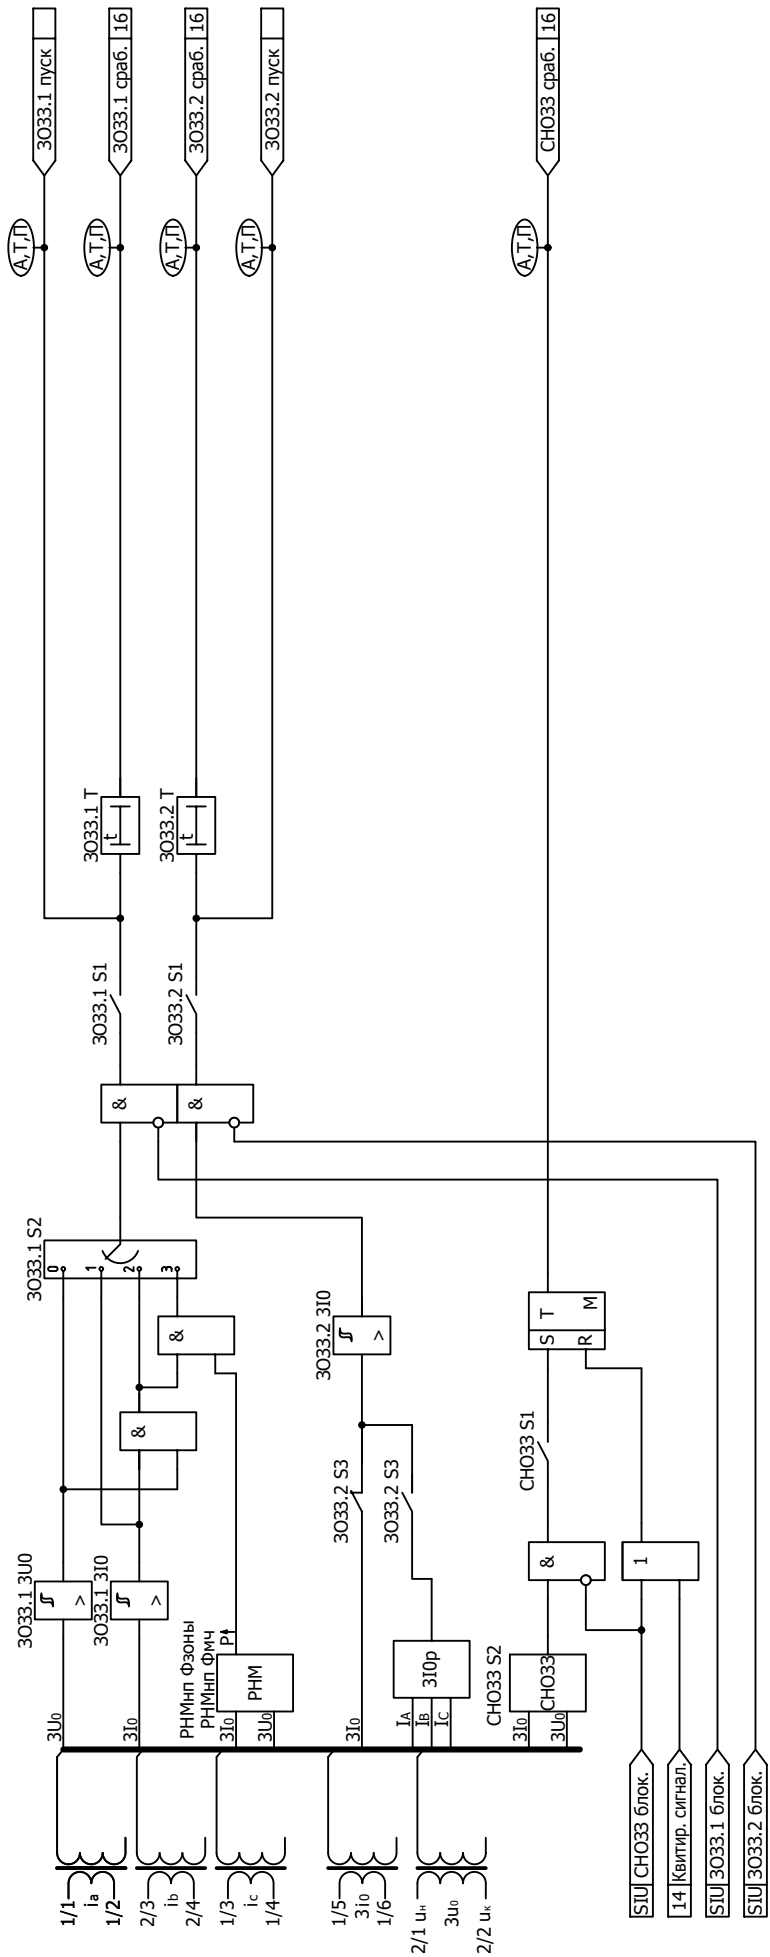 1/1
iа
1/2
2/3
ib
2/4
1/3
ic
1/4
1/5
3i0
1/6
2/1 uн
3u0
2/2 uк
3U0
3I0
3I0
3U0
3I0
IA
IB
IC
3I0
3U0
ЗОЗЗ.1 3U0
>
ЗОЗЗ.1 3I0
>
РНМнп Фзоны
РНМнп Фмч
РНМ
P
3I0р
СНОЗЗ S2
СНОЗЗ
&
&
ЗОЗЗ.2 S3
ЗОЗЗ.2 S3
ЗОЗЗ.2 3I0
>
&
1
СНОЗЗ S1
S
T
R
M
ЗОЗЗ.1 S2
0
1
2
3
&
&
ЗОЗЗ.1 S1
ЗОЗЗ.2 S1
ЗОЗЗ.1 T
t
ЗОЗЗ.2 T
t
А,Т,П
А,Т,П
А,Т,П
А,Т,П
А,Т,П
ЗОЗЗ.1 пуск
ЗОЗЗ.1 сраб. 16
ЗОЗЗ.2 сраб. 16
ЗОЗЗ.2 пуск
СНОЗЗ сраб. 16
SIU СНОЗЗ блок.
14 Квитир. сигнал.
SIU ЗОЗЗ.1 блок.
SIU ЗОЗЗ.2 блок.